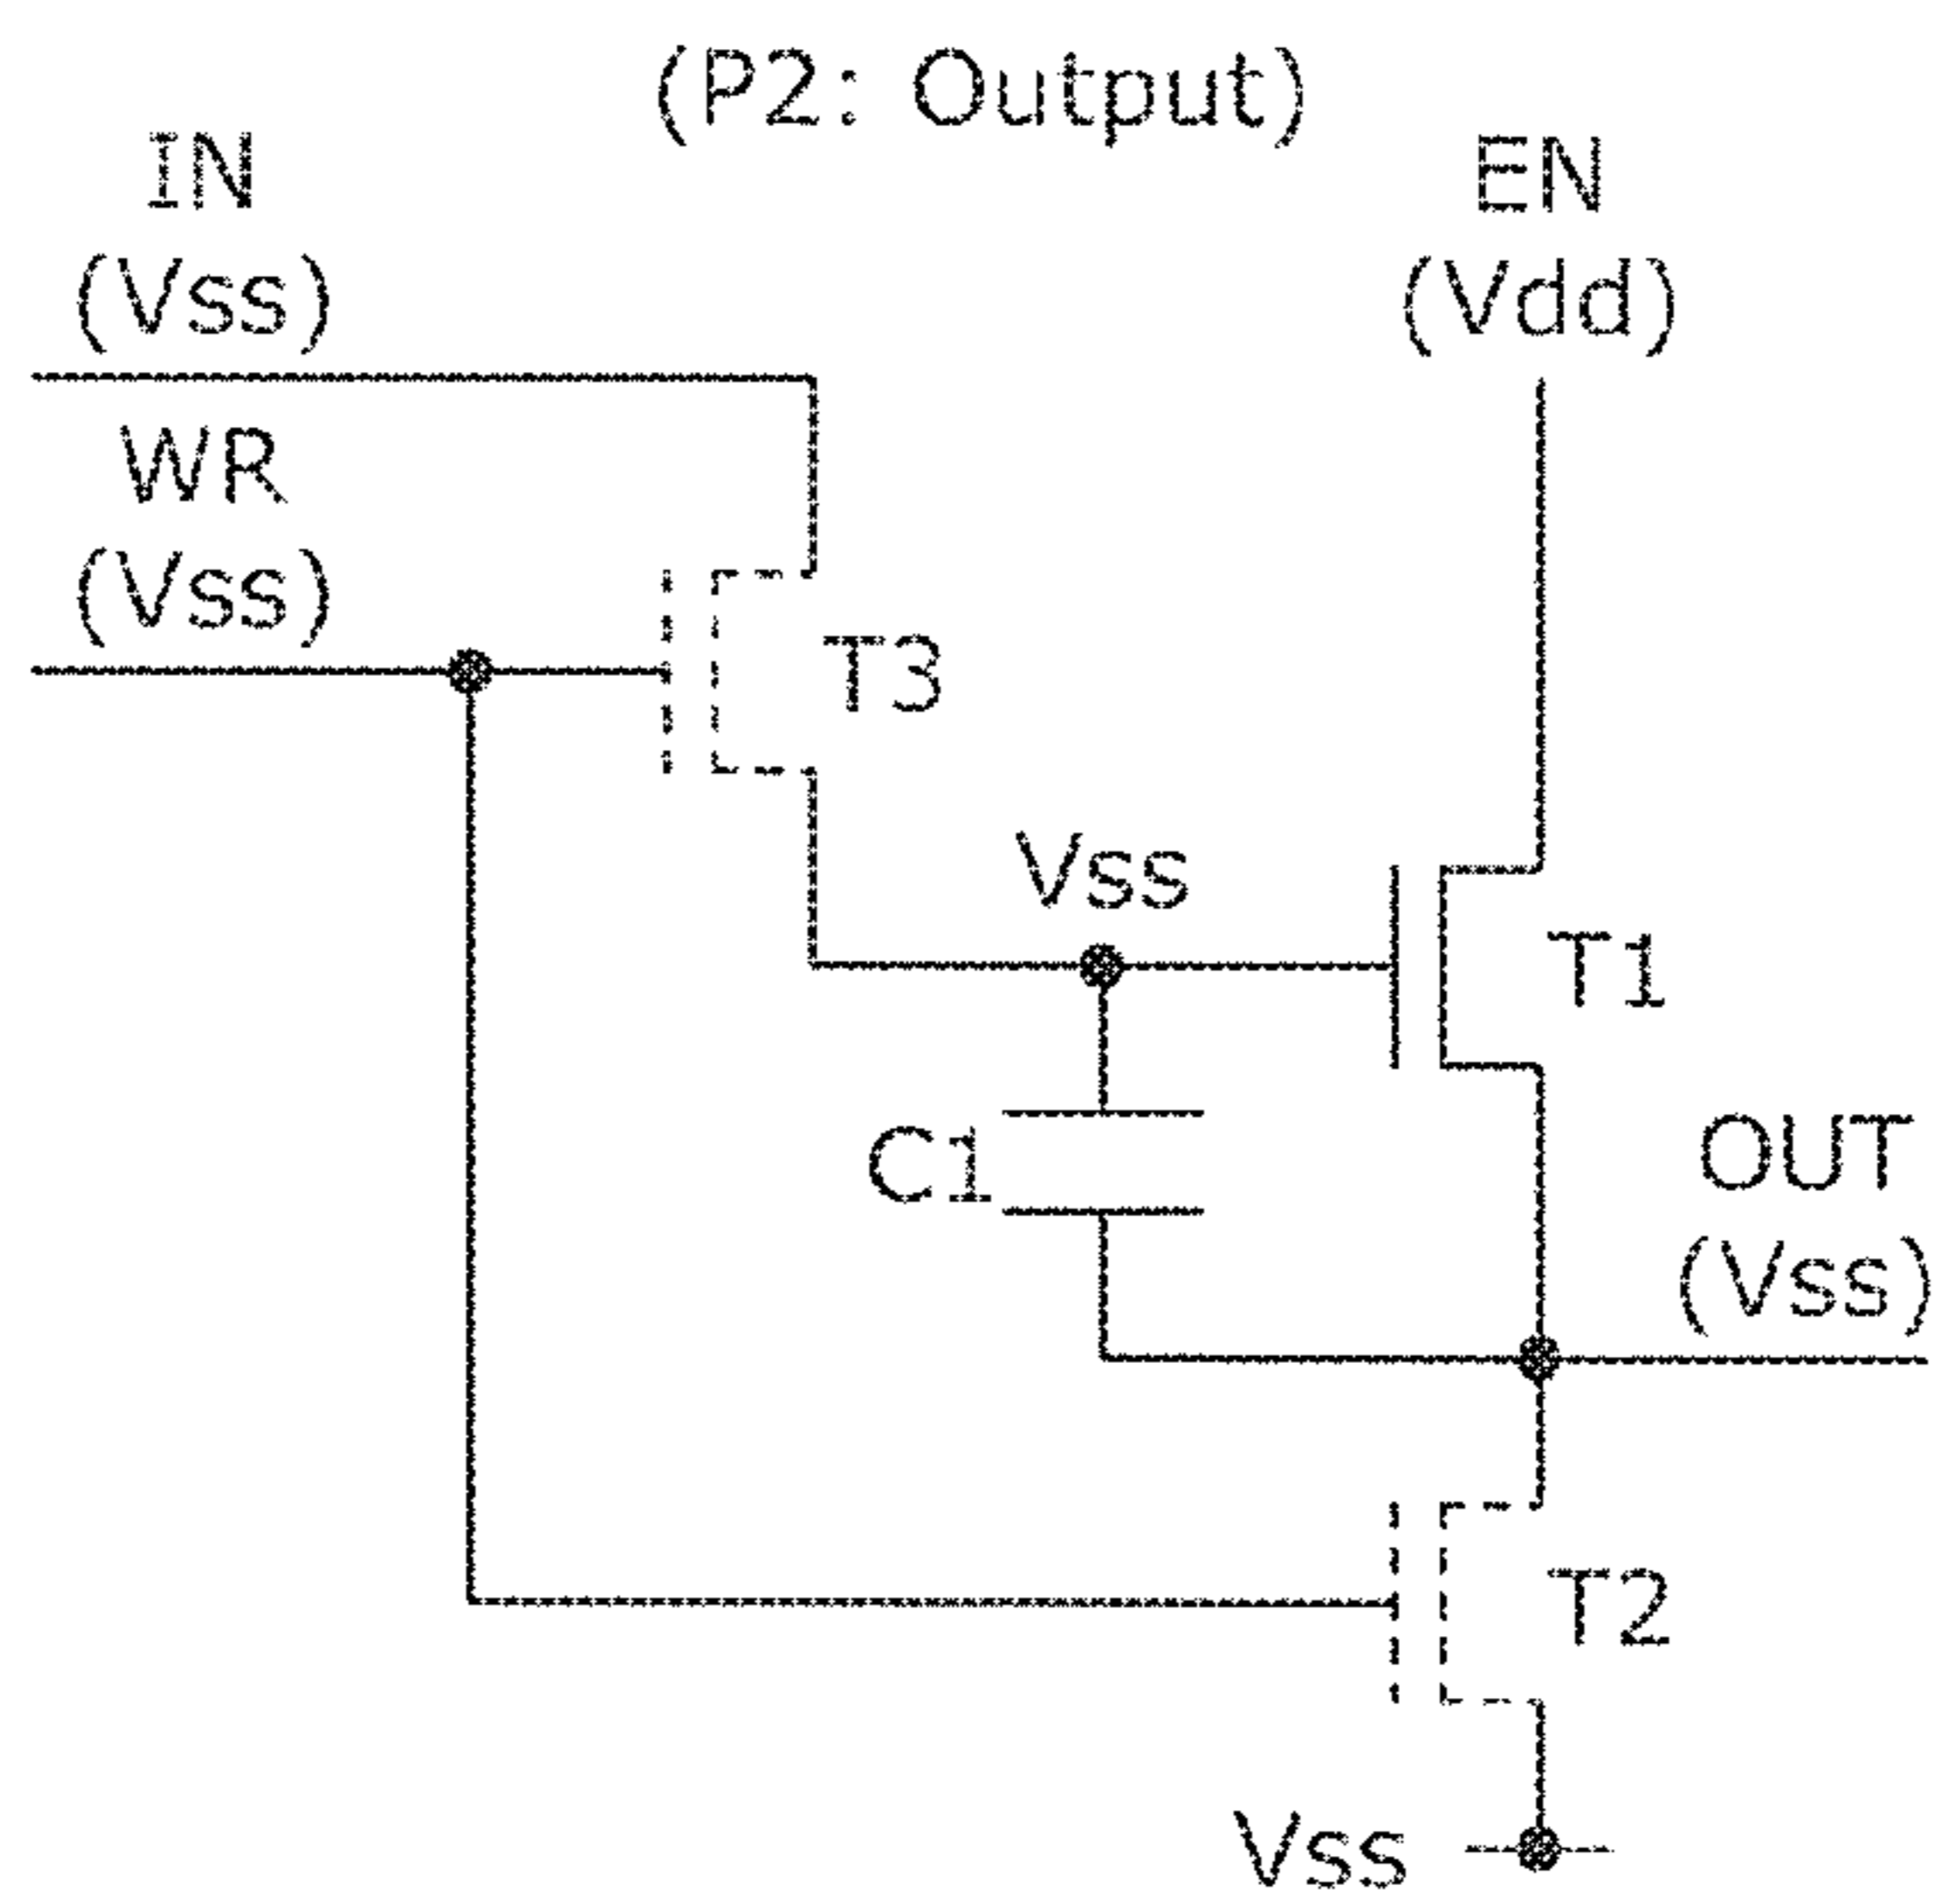 (P2: Output)
IN
(Vss)
EN
(Vdd)
WR
(Vss)
T3
Vss
T1
C1
OUT
(Vss)
T2
Vss